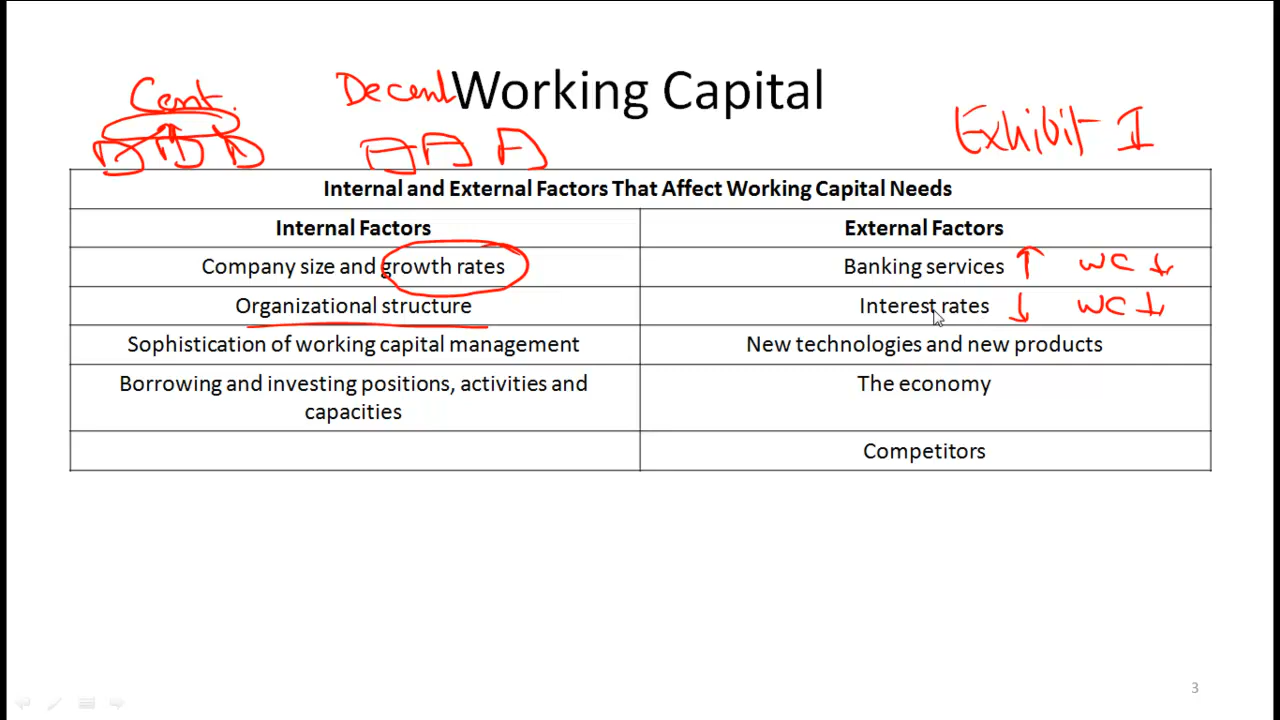 Cent. Decent Working Capital
Exhibit I
D D D
Internal and External Factors That Affect Working Capital Needs
Internal Factors External Factors
Company size and growth rates Banking services ↑ WC ↓
Organizational structure Interest rates ↓ WC ↓
Sophistication of working capital management New technologies and new products
Borrowing and investing positions, activities and The economy
capacities
Competitors
3